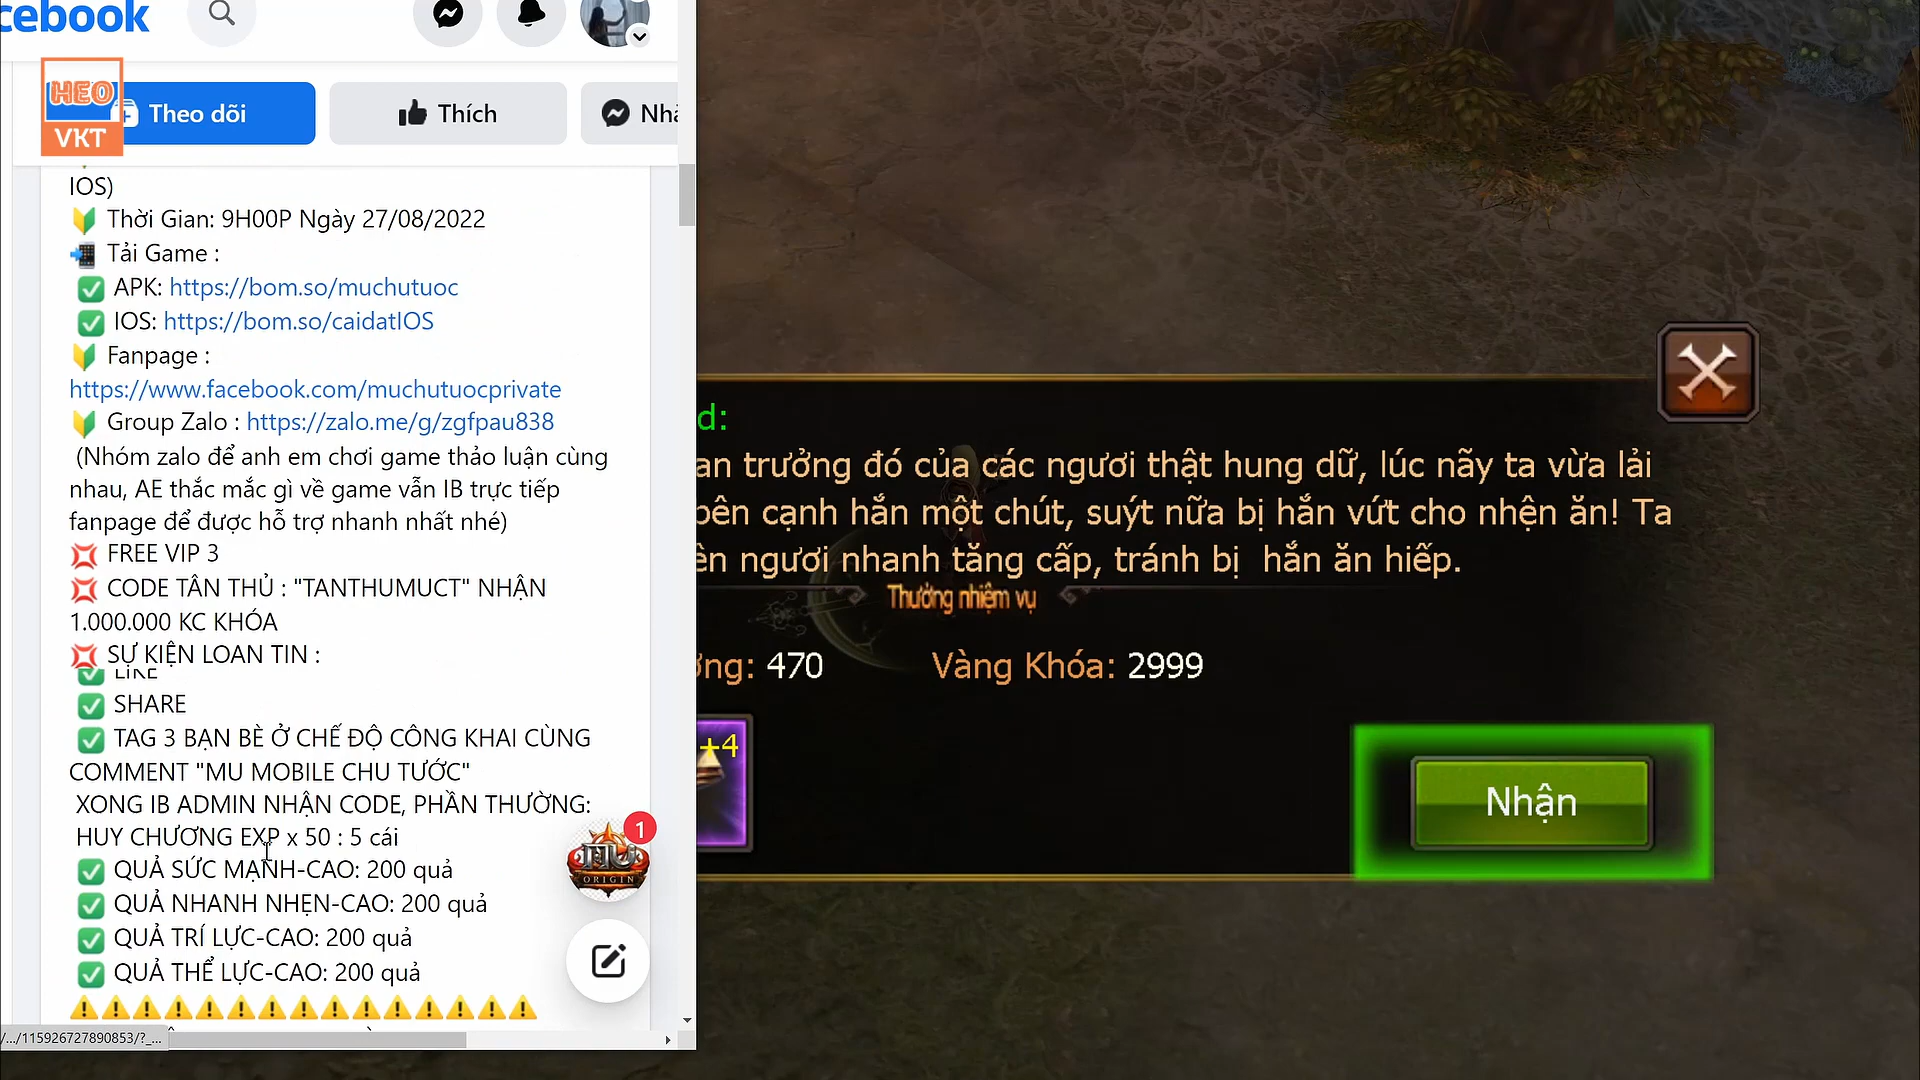 cebook
HEO
VKT
Theo dõi
Thích
IOS)
Thời Gian: 9H00P Ngày 27/08/2022
Tải Game :
APK: https://bom.so/muchutuoc
IOS: https://bom.so/caidatIOS
Fanpage :
https://www.facebook.com/muchutuocprivate
Group Zalo : https://zalo.me/g/zgfpau838
(Nhóm zalo để anh em chơi game thảo luận cùng
nhau, AE thắc mắc gì về game vẫn IB trực tiếp
fanpage để được hỗ trợ nhanh nhất nhé)
FREE VIP 3
CODE TÂN THỦ : "TANTHUMUCT" NHẬN
1.000.000 KC KHÓA
SỰ KIỆN LOAN TIN :
LIKE
SHARE
TAG 3 BẠN BÈ Ở CHẾ ĐỘ CÔNG KHAI CÙNG
COMMENT "MU MOBILE CHU TƯỚC"
XONG IB ADMIN NHẬN CODE, PHẦN THƯỜNG:
HUY CHƯƠNG EXP x 50 : 5 cái
QUẢ SỨC MẠNH-CAO: 200 quả
QUẢ NHANH NHẸN-CAO: 200 quả
QUẢ TRÍ LỰC-CAO: 200 quả
QUẢ THỂ LỰC-CAO: 200 quả
1
MU
ORIGIN
/.../115926727890853/?_...
d:
an trưởng đó của các ngươi thật hung dữ, lúc nãy ta vừa lải
bên cạnh hắn một chút, suýt nữa bị hắn vứt cho nhện ăn! Ta
ên ngươi nhanh tăng cấp, tránh bị hắn ăn hiếp.
Thưởng nhiệm vụ
ởng: 470 Vàng Khóa: 2999
+4
Nhận